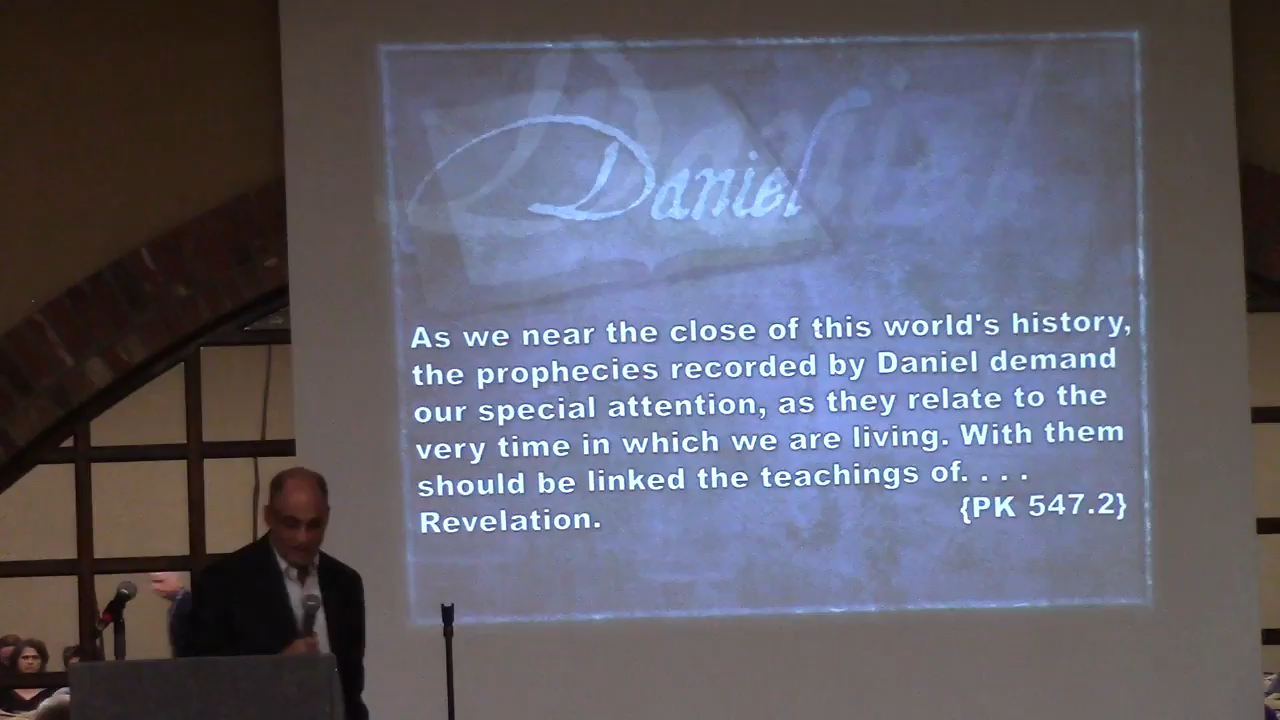 Daniel
As we near the close of this world's history,
the prophecies recorded by Daniel demand
our special attention, as they relate to the
very time in which we are living. With them
should be linked the teachings of. . . .
Revelation. {PK 547.2}